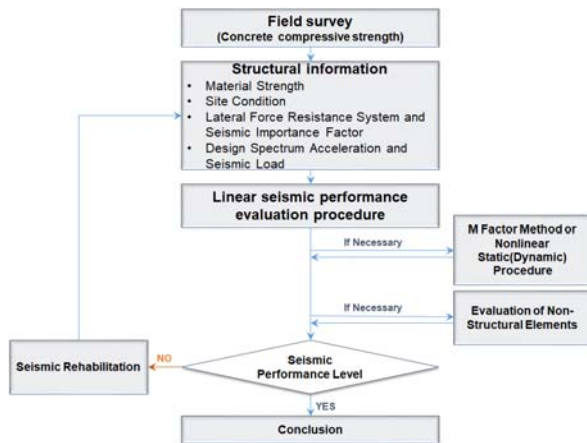 Field survey
(Concrete compressive strength)
Structural information
• Material Strength
• Site Condition
• Lateral Force Resistance System and
Seismic Importance Factor
• Design Spectrum Acceleration and
Seismic Load
Linear seismic performance
evaluation procedure
If Necessary
M Factor Method or
Nonlinear
Static(Dynamic)
Procedure
If Necessary
Evaluation of Non-
Structural Elements
Seismic Rehabilitation
NO
Seismic
Performance Level
YES
Conclusion